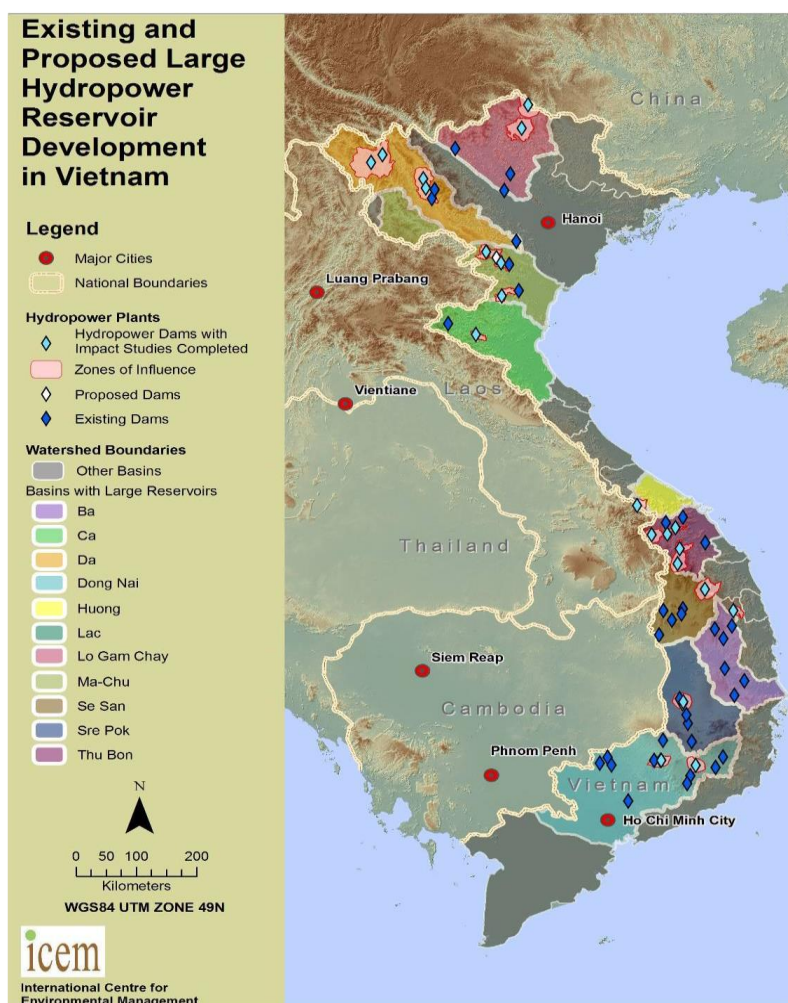 Existing and
Proposed Large
Hydropower
Reservoir
Development
in Vietnam
Legend
Major Cities
National Boundaries
Hydropower Plants
Hydropower Dams with
Impact Studies Completed
Zones of Influence
Proposed Dams
Existing Dams
Watershed Boundaries
Other Basins
Basins with Large Reservoirs
Ba
Ca
Da
Dong Nai
Huong
Lac
Lo Gam Chay
Ma-Chu
Se San
Sre Pok
Thu Bon
N
0 50 100 200
Kilometers
WGS84 UTM ZONE 49N
icem
International Centre for
Environmental Management
China
Hanoi
Luang Prabang
Vientiane
Laos
Thailand
Siem Reap
Cambodia
Phnom Penh
Vietnam
Ho Chi Minh City